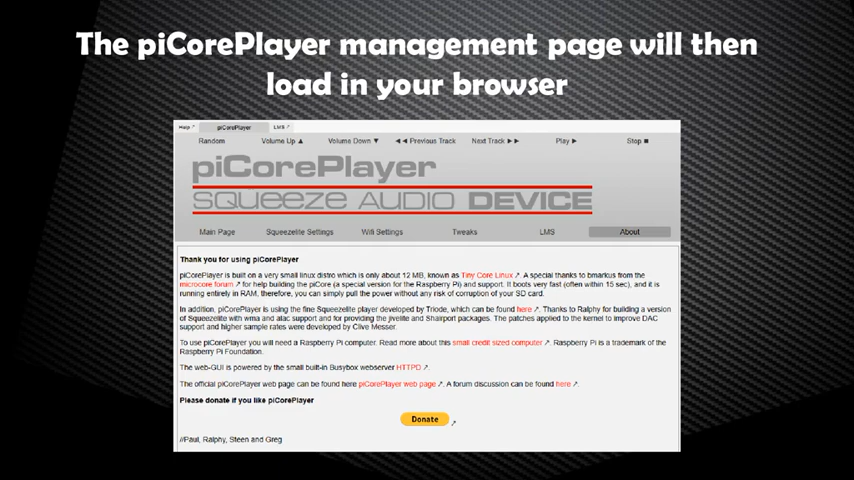 The piCorePlayer management page will then
load in your browser
Help
piCorePlayer
LMS
Random
Volume Up ▲
Volume Down ▼
◄◄ Previous Track
Next Track ►►
Play ►
Stop ■
piCorePlayer
SQUEEZE AUDIO DEVICE
Main Page
Squeezelite Settings
Wifi Settings
Tweaks
LMS
About
Thank you for using piCorePlayer
piCorePlayer is built on a very small linux distro which is only about 12 MB, known as Tiny Core Linux. A special thanks to bmarkus from the
microcore forum for help building the piCore (a special version for the Raspberry Pi) and support. It boots very fast (often within 15 sec), and it is
running entirely in RAM, therefore, you can simply pull the power without any risk of corruption of your SD card.
In addition, piCorePlayer is using the fine Squeezelite player developed by Triode, which can be found here. Thanks to Ralphy for building a version
of Squeezelite with wma and alac support and for providing the jivelite and Shairport packages. The patches applied to the kernel to improve DAC
support and higher sample rates were developed by Clive Messer.
To use piCorePlayer you will need a Raspberry Pi computer. Read more about this small credit sized computer. Raspberry Pi is a trademark of the
Raspberry Pi Foundation.
The web-GUI is powered by the small built-in Busybox webserver HTTPD.
The official piCorePlayer web page can be found here piCorePlayer web page. A forum discussion can be found here.
Please donate if you like piCorePlayer
Donate
//Paul, Ralphy, Steen and Greg